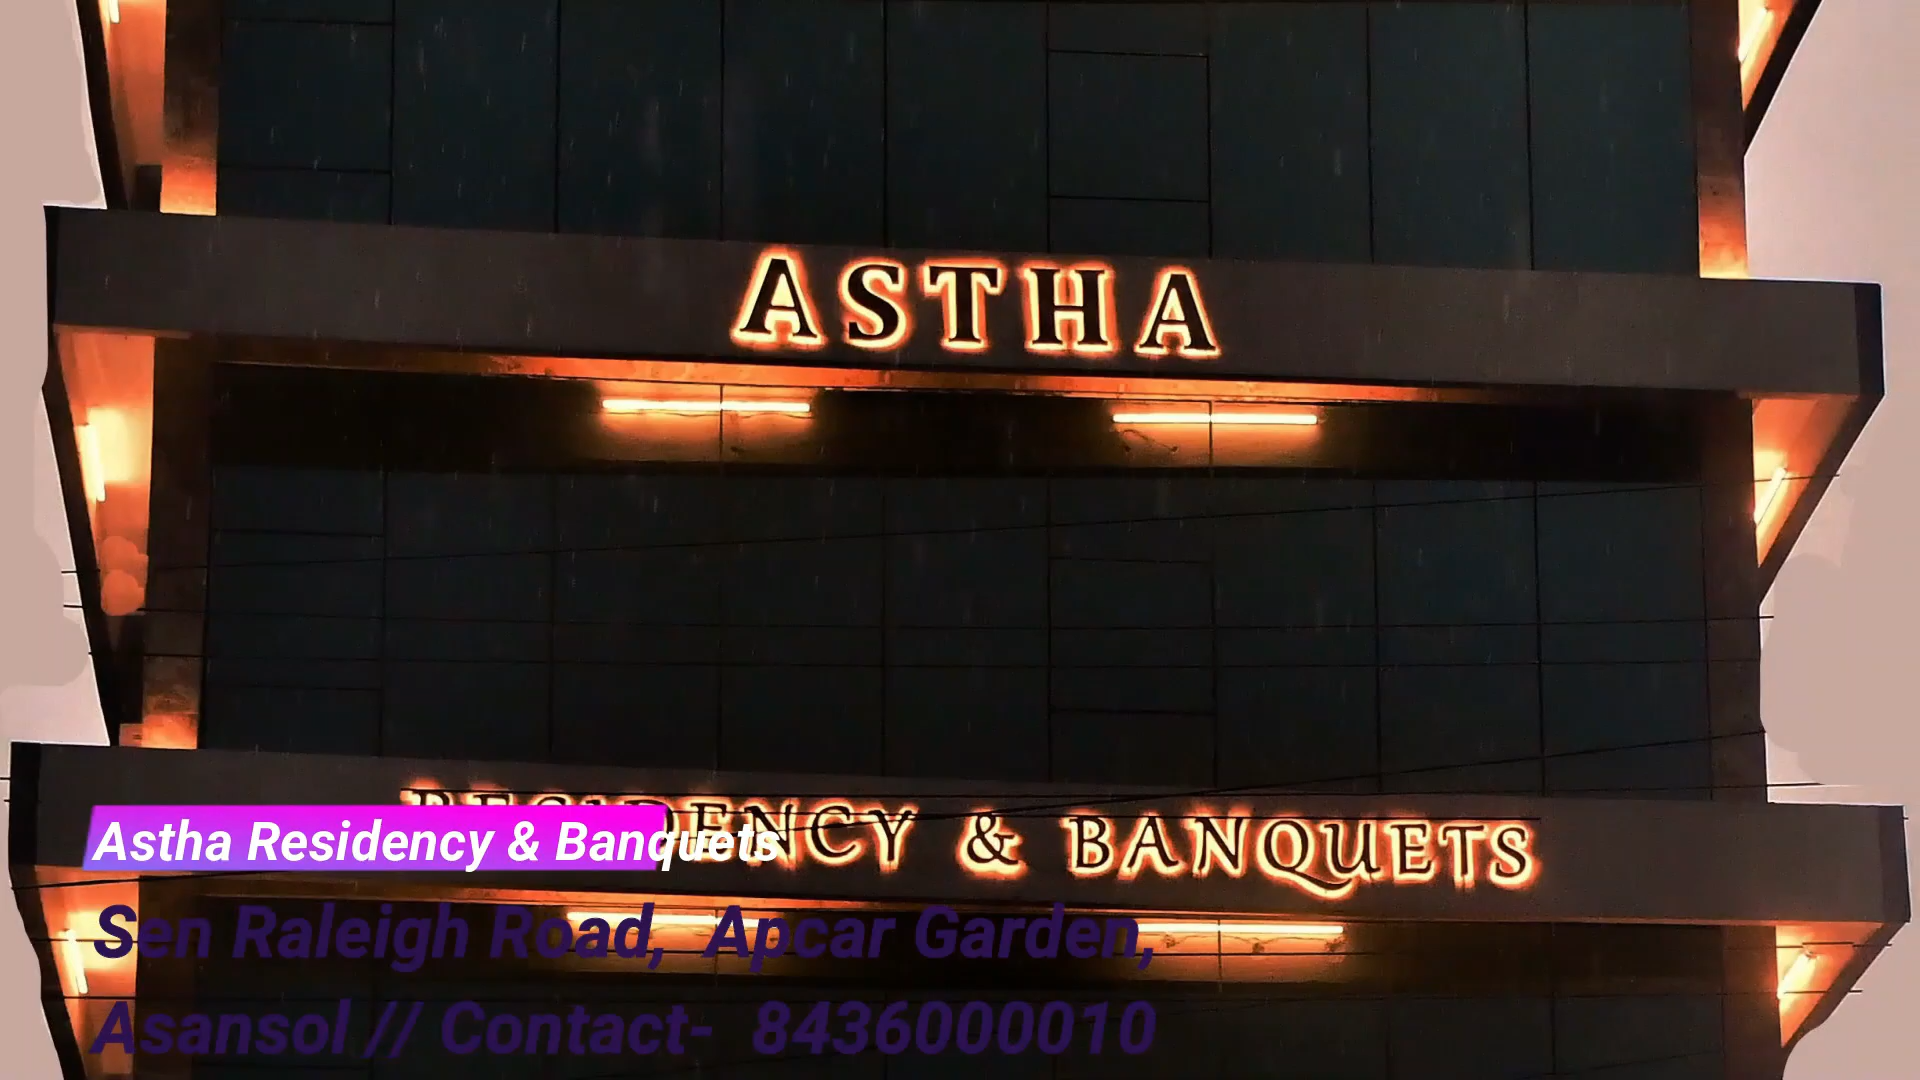 ASTHA
RESIDENCY & BANQUETS
Astha Residency & Banquets
Sen Raleigh Road, Apcar Garden,
Asansol // Contact- 8436000010